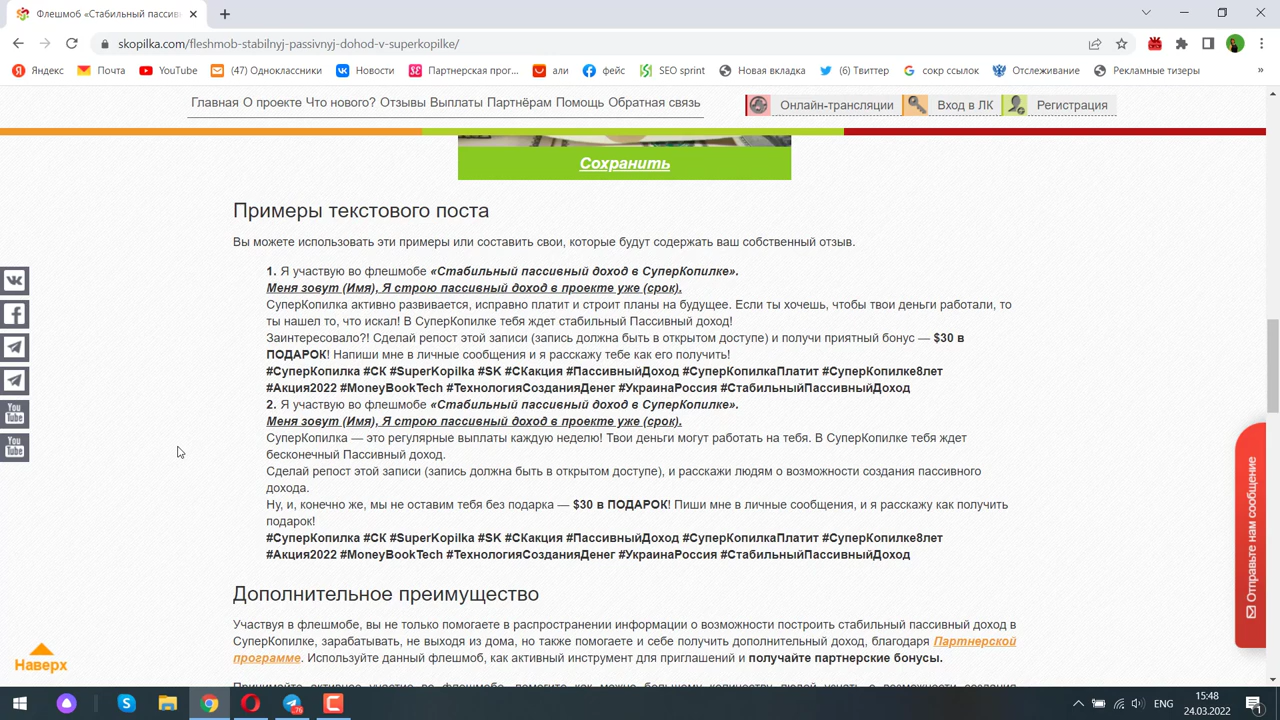 Флешмоб «Стабильный пассивн
skopilka.com/fleshmob-stabilnyj-passivnyj-dohod-v-superkopilke/
Яндекс Почта YouTube (47) Одноклассники Новости Партнерская прог... али фейс SEO sprint Новая вкладка (6) Твиттер сокр ссылок Отслеживание Рекламные тизеры »
Главная О проекте Что нового? Отзывы Выплаты Партнёрам Помощь Обратная связь
Онлайн-трансляции Вход в ЛК Регистрация
Сохранить
Примеры текстового поста
Вы можете использовать эти примеры или составить свои, которые будут содержать ваш собственный отзыв.
1. Я участвую во флешмобе «Стабильный пассивный доход в СуперКопилке».
Меня зовут (Имя), Я строю пассивный доход в проекте уже (срок).
СуперКопилка активно развивается, исправно платит и строит планы на будущее. Если ты хочешь, чтобы твои деньги работали, то
ты нашел то, что искал! В СуперКопилке тебя ждет стабильный Пассивный доход!
Заинтересовало?! Сделай репост этой записи (запись должна быть в открытом доступе) и получи приятный бонус — $30 в
ПОДАРОК! Напиши мне в личные сообщения и я расскажу тебе как его получить!
#СуперКопилка #СК #SuperKopilka #SK #СКакция #ПассивныйДоход #СуперКопилкаПлатит #СуперКопилке8лет
#Акция2022 #MoneyBookTech #ТехнологияСозданияДенег #УкраинаРоссия #СтабильныйПассивныйДоход
2. Я участвую во флешмобе «Стабильный пассивный доход в СуперКопилке».
Меня зовут (Имя), Я строю пассивный доход в проекте уже (срок).
СуперКопилка — это регулярные выплаты каждую неделю! Твои деньги могут работать на тебя. В СуперКопилке тебя ждет
бесконечный Пассивный доход.
Сделай репост этой записи (запись должна быть в открытом доступе), и расскажи людям о возможности создания пассивного
дохода.
Ну, и, конечно же, мы не оставим тебя без подарка — $30 в ПОДАРОК! Пиши мне в личные сообщения, и я расскажу как получить
подарок!
#СуперКопилка #СК #SuperKopilka #SK #СКакция #ПассивныйДоход #СуперКопилкаПлатит #СуперКопилке8лет
#Акция2022 #MoneyBookTech #ТехнологияСозданияДенег #УкраинаРоссия #СтабильныйПассивныйДоход
Дополнительное преимущество
Участвуя в флешмобе, вы не только помогаете в распространении информации о возможности построить стабильный пассивный доход в
СуперКопилке, зарабатывать, не выходя из дома, но также помогаете и себе получить дополнительный доход, благодаря Партнерской
программе. Используйте данный флешмоб, как активный инструмент для приглашений и получайте партнерские бонусы.
You Tube
You Tube
Наверх
Отправьте нам сообщение
76
ENG
15:48
24.03.2022
1